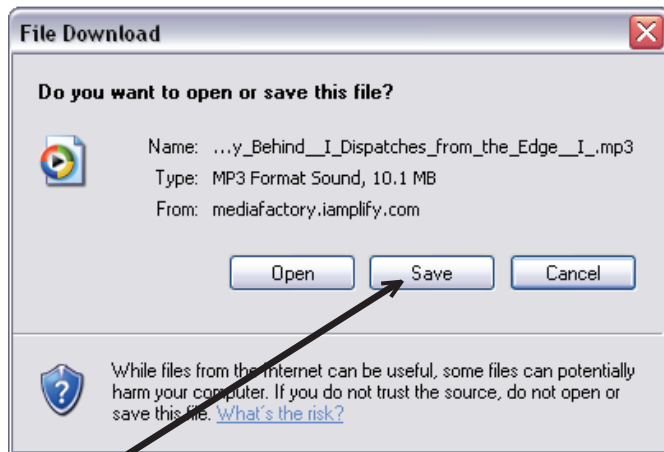 File Download
Do you want to open or save this file?
Name: ...y_Behind__I_Dispatches_from_the_Edge__I_.mp3
Type: MP3 Format Sound, 10.1 MB
From: mediafactory.iamplify.com
Open Save Cancel
While files from the Internet can be useful, some files can potentially
harm your computer. If you do not trust the source, do not open or
save this file. What's the risk?